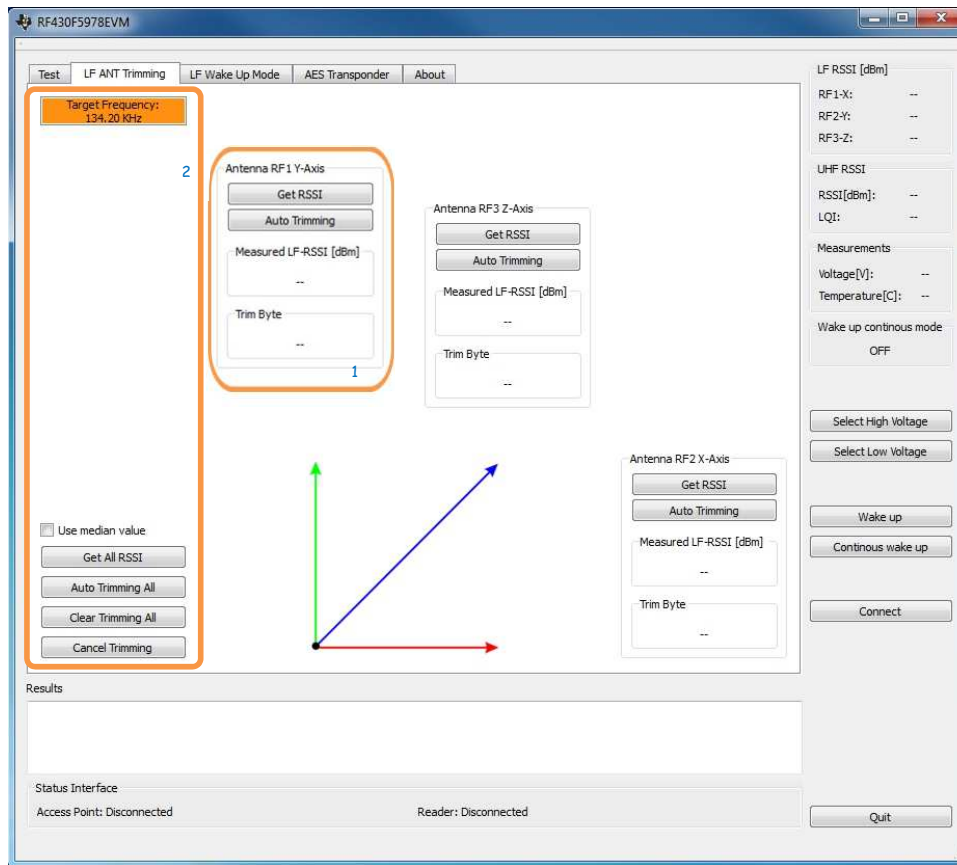 RF430F5978EVM
Test LF ANT Trimming LF Wake Up Mode AES Transponder About
Target Frequency:
134.20 KHz
2
Use median value
Get All RSSI
Auto Trimming All
Clear Trimming All
Cancel Trimming
Antenna RF1 Y-Axis
Get RSSI
Auto Trimming
Measured LF-RSSI [dBm]
--
Trim Byte
--
1
Antenna RF3 Z-Axis
Get RSSI
Auto Trimming
Measured LF-RSSI [dBm]
--
Trim Byte
--
Antenna RF2 X-Axis
Get RSSI
Auto Trimming
Measured LF-RSSI [dBm]
--
Trim Byte
--
LF RSSI [dBm]
RF1-X: --
RF2-Y: --
RF3-Z: --
UHF RSSI
RSSI[dBm]: --
LQI: --
Measurements
Voltage[V]: --
Temperature[C]: --
Wake up continous mode
OFF
Select High Voltage
Select Low Voltage
Wake up
Continous wake up
Connect
Results
Status Interface
Access Point: Disconnected Reader: Disconnected
Quit